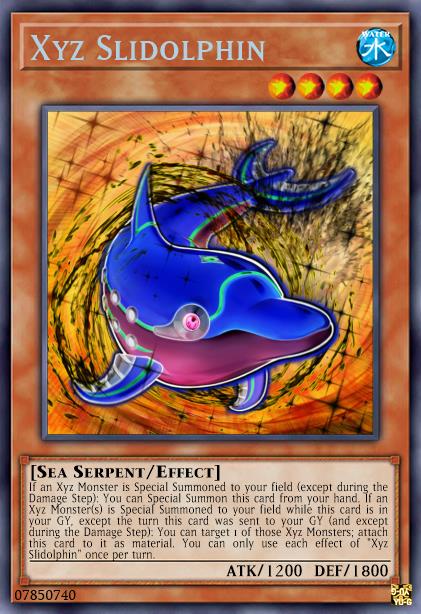 Xyz Slidolphin
WATER
水
[Sea Serpent/Effect]
If an Xyz Monster is Special Summoned to your field (except during the
Damage Step): You can Special Summon this card from your hand. If an
Xyz Monster(s) is Special Summoned to your field while this card is in
your GY, except the turn this card was sent to your GY (and except
during the Damage Step): You can target 1 of those Xyz Monsters; attach
this card to it as material. You can only use each effect of "Xyz
Slidolphin" once per turn.
ATK/1200 DEF/1800
07850740